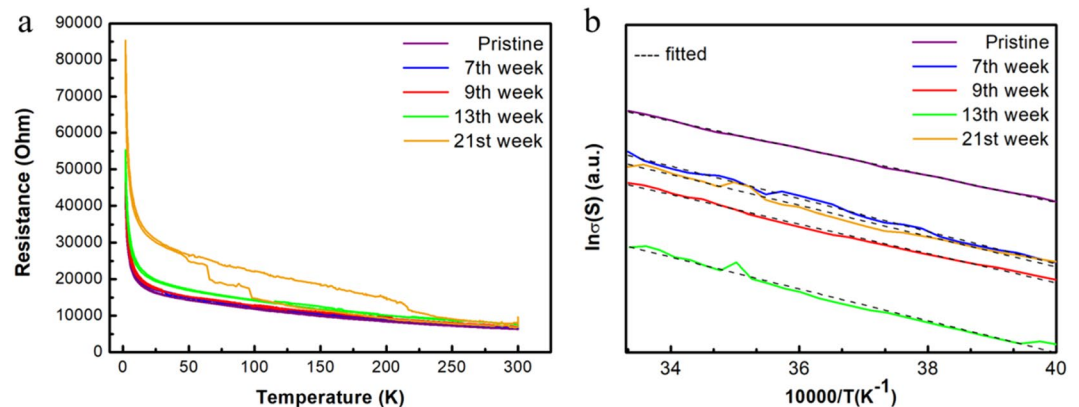 a
90000
80000
70000
60000
50000
40000
30000
20000
10000
0
Resistance (Ohm)
Pristine
7th week
9th week
13th week
21st week
0 50 100 150 200 250 300
Temperature (K)
b
fitted
Pristine
7th week
9th week
13th week
21st week
lnσ(S) (a.u.)
34 36 38 40
10000/T(K⁻¹)